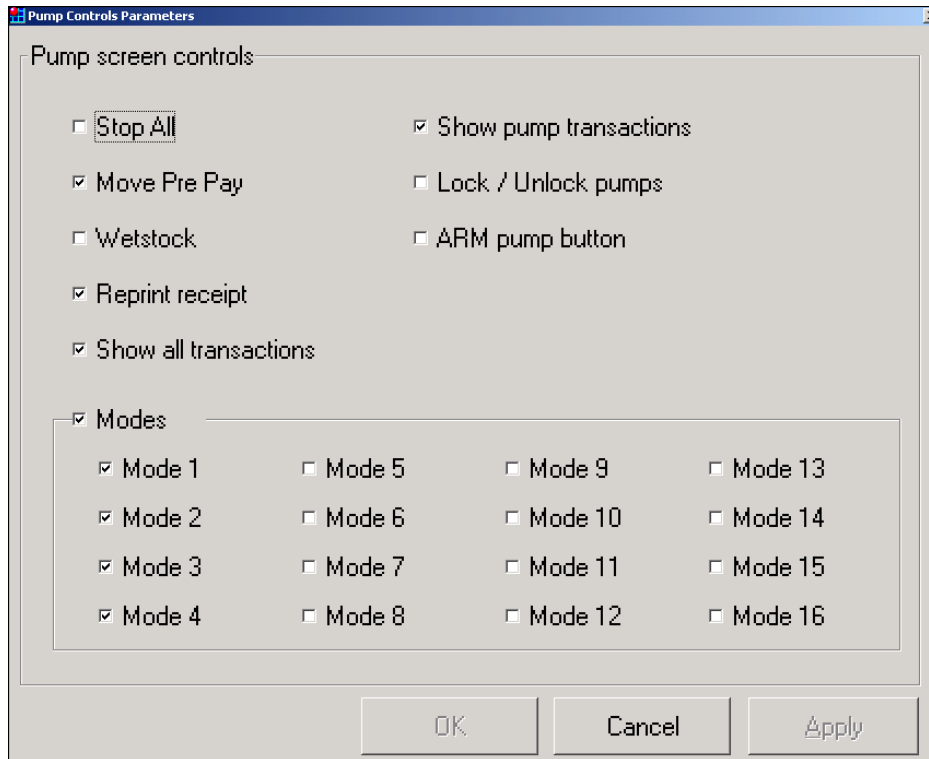 Pump Controls Parameters
Pump screen controls
Stop All
Show pump transactions
Move Pre Pay
Lock / Unlock pumps
Wetstock
ARM pump button
Reprint receipt
Show all transactions
Modes
Mode 1
Mode 5
Mode 9
Mode 13
Mode 2
Mode 6
Mode 10
Mode 14
Mode 3
Mode 7
Mode 11
Mode 15
Mode 4
Mode 8
Mode 12
Mode 16
OK
Cancel
Apply